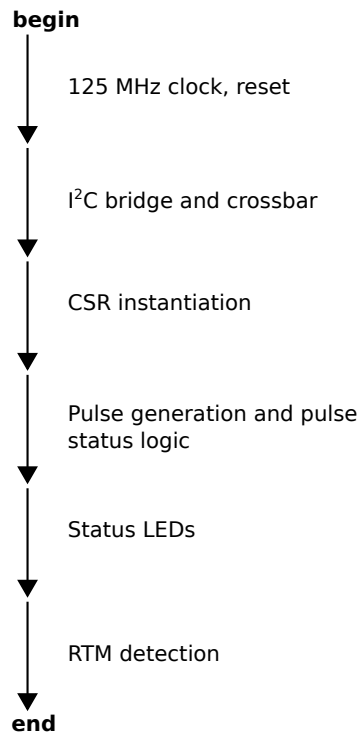 begin
125 MHz clock, reset
I²C bridge and crossbar
CSR instantiation
Pulse generation and pulse
status logic
Status LEDs
RTM detection
end